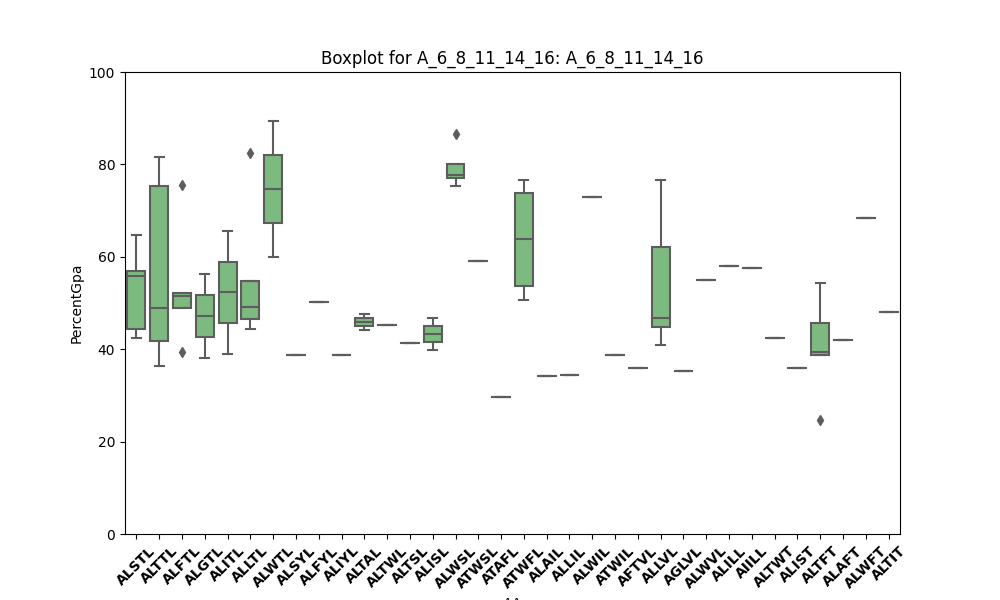 Boxplot for A_6_8_11_14_16: A_6_8_11_14_16
PercentGpa
100
80
60
40
20
0
ALSTL ALTTL ALFTL ALGTL ALITL ALLTL ALWTL ALSYL ALFYL ALIYL ALTAL ALTWL ALTSL ALISL ALWSL ATWSL ATAFL ATWFL ALAIL ALLIL ALWIL ATWIL AFTVL ALLVL AGLVL ALWVL ALILL AIILL ALTWT ALIST ALTFT ALAFT ALWFT ALTIT